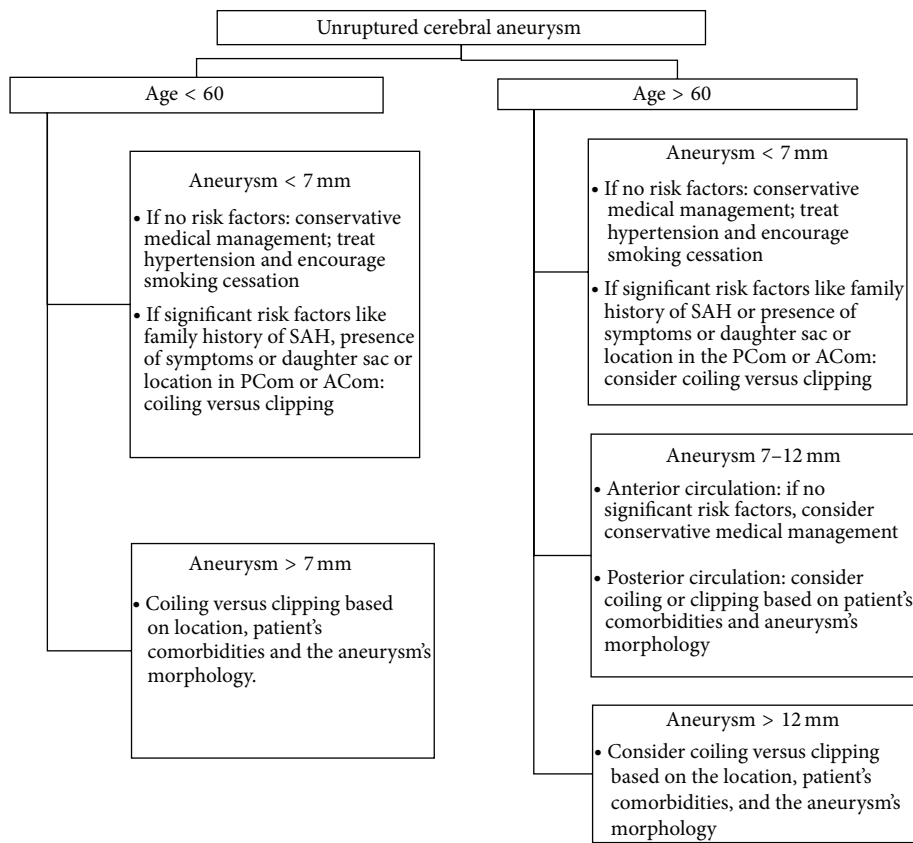 Unruptured cerebral aneurysm
Age < 60
Aneurysm < 7 mm
• If no risk factors: conservative
medical management; treat
hypertension and encourage
smoking cessation
• If significant risk factors like
family history of SAH, presence
of symptoms or daughter sac or
location in PCom or ACom:
coiling versus clipping
Aneurysm > 7 mm
• Coiling versus clipping based
on location, patient's
comorbidities and the aneurysm's
morphology.
Age > 60
Aneurysm < 7 mm
• If no risk factors: conservative
medical management; treat
hypertension and encourage
smoking cessation
• If significant risk factors like family
history of SAH or presence of
symptoms or daughter sac or
location in the PCom or ACom:
consider coiling versus clipping
Aneurysm 7–12 mm
• Anterior circulation: if no
significant risk factors, consider
conservative medical management
• Posterior circulation: consider
coiling or clipping based on patient's
comorbidities and aneurysm's
morphology
Aneurysm > 12 mm
• Consider coiling versus clipping
based on the location, patient's
comorbidities, and the aneurysm's
morphology